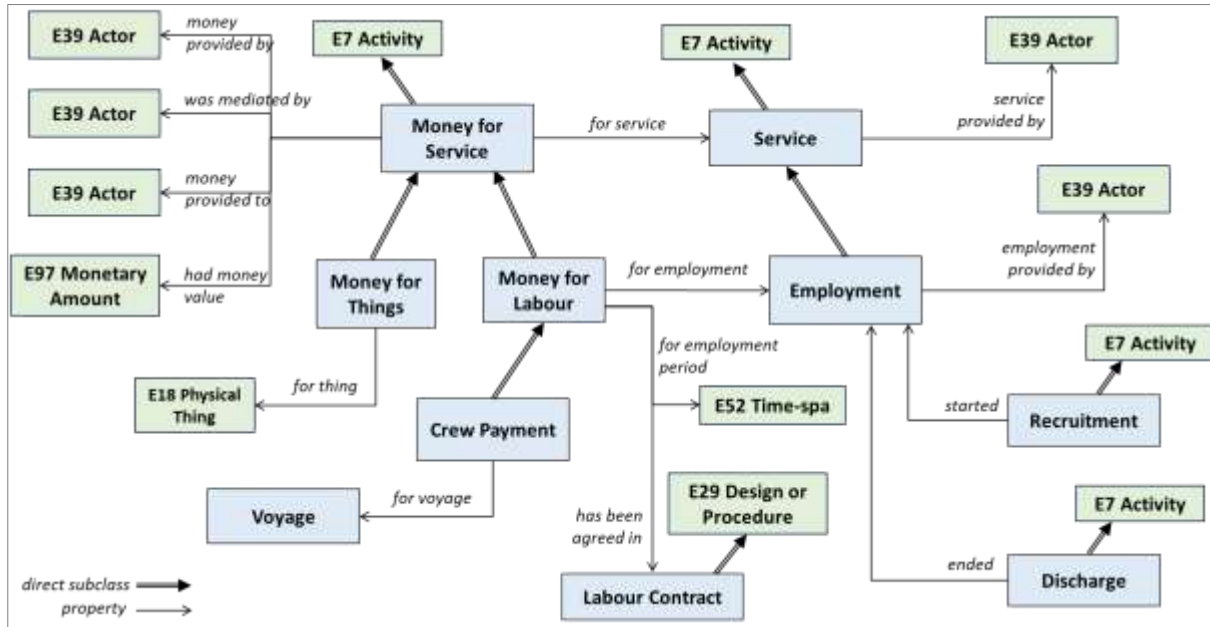 E39 Actor
money
provided by
E7 Activity
E7 Activity
E39 Actor
E39 Actor
was mediated by
Money for
Service
for service
Service
service
provided by
E39 Actor
money
provided to
E39 Actor
E97 Monetary
Amount
had money
value
Money for
Things
Money for
Labour
for employment
Employment
employment
provided by
E18 Physical
Thing
for thing
for employment
period
E7 Activity
Crew Payment
E52 Time-spa
started
Recruitment
Voyage
for voyage
E29 Design or
Procedure
E7 Activity
has been
agreed in
direct subclass
property
Labour Contract
ended
Discharge